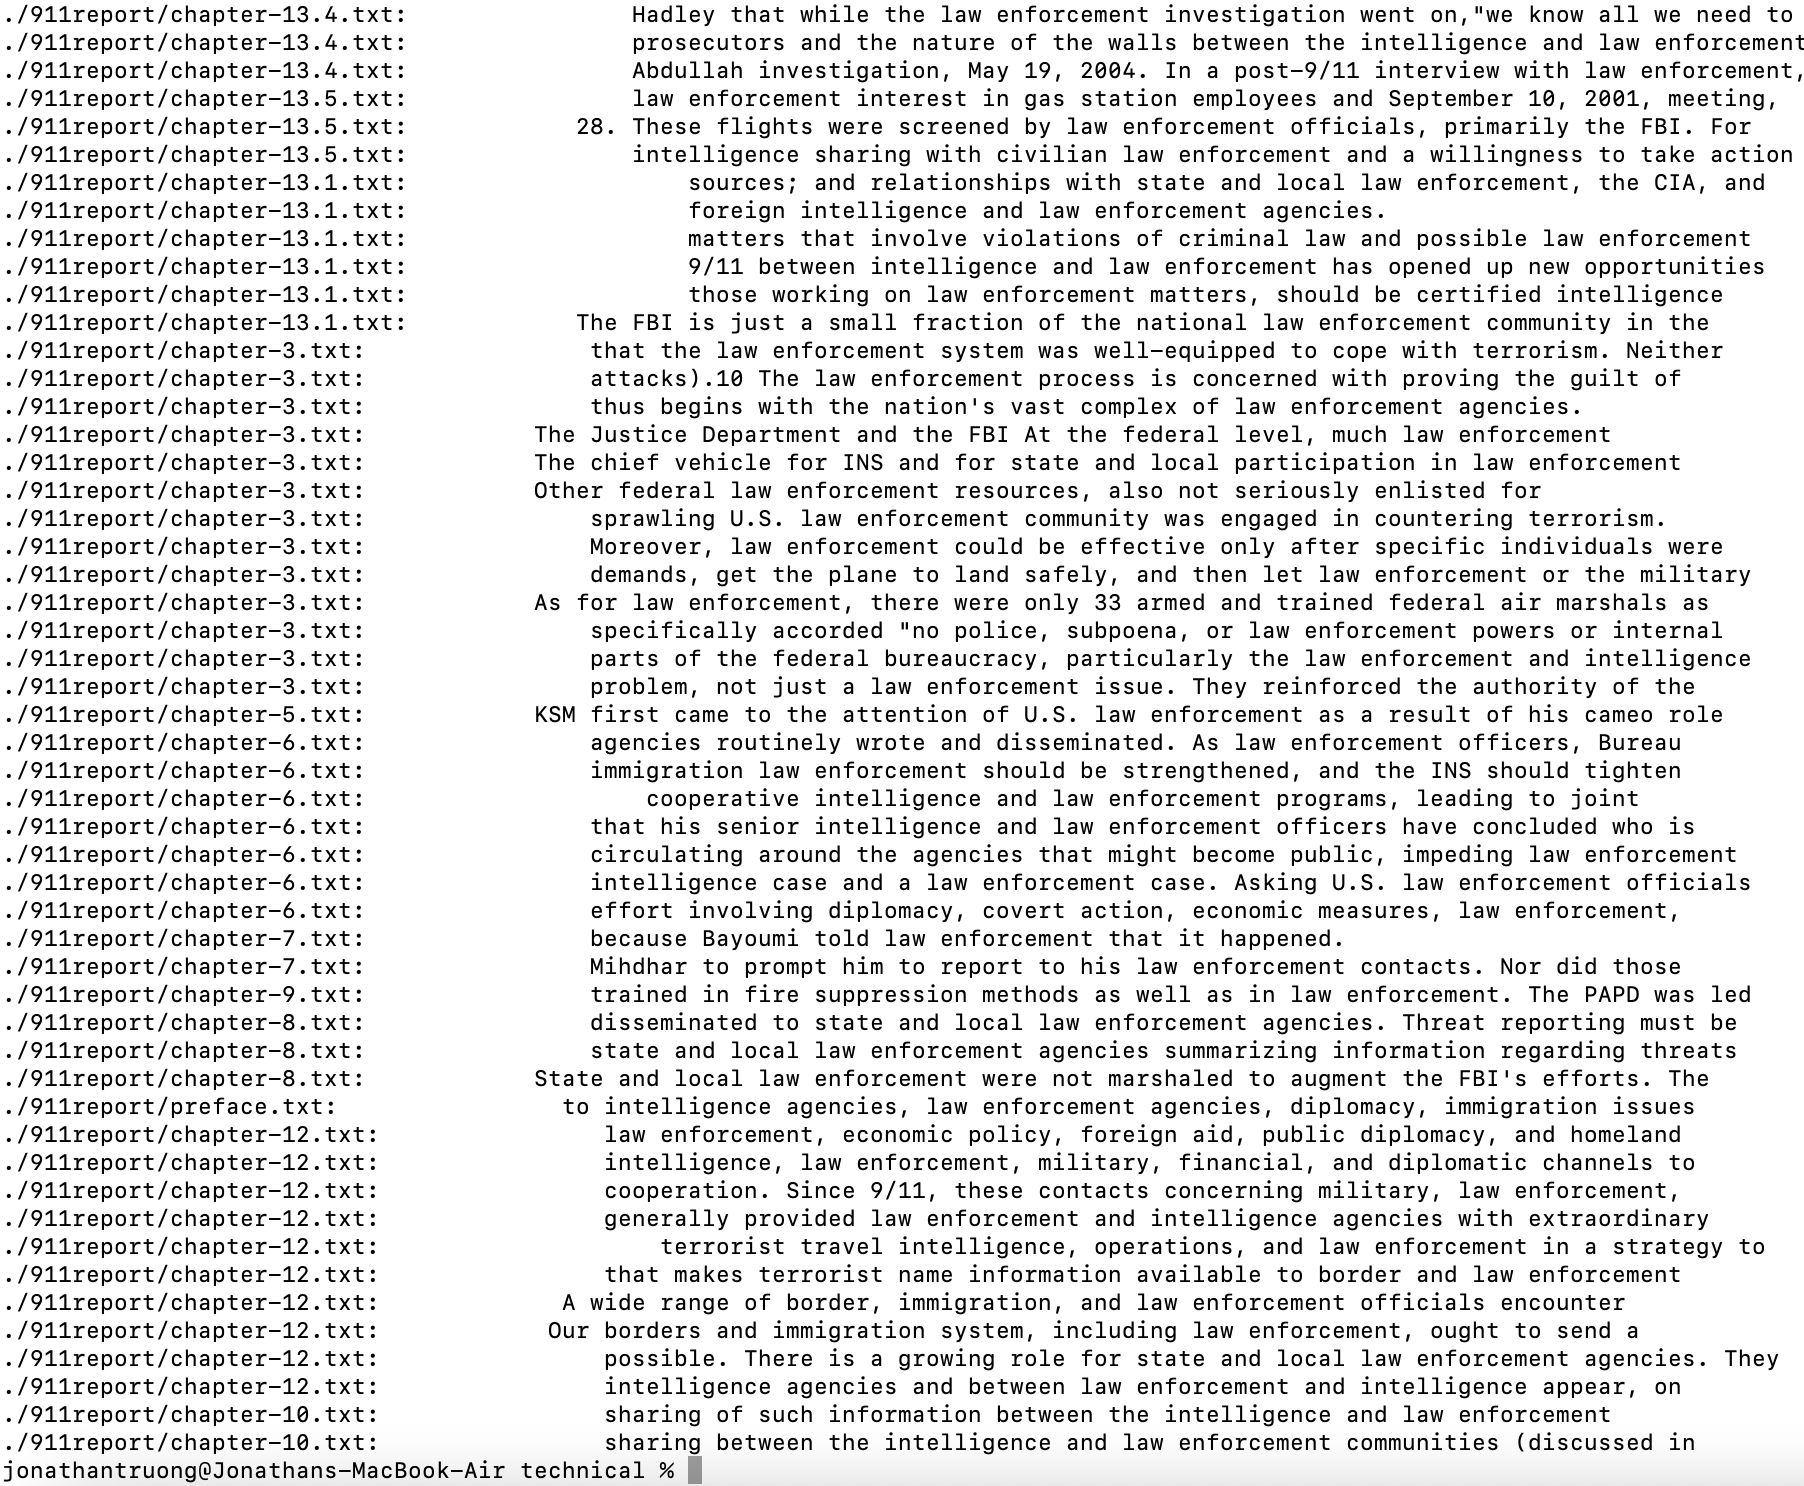 ./911report/chapter-13.4.txt:                Hadley that while the law enforcement investigation went on,"we know all we need to
./911report/chapter-13.4.txt:                prosecutors and the nature of the walls between the intelligence and law enforcement
./911report/chapter-13.4.txt:                Abdullah investigation, May 19, 2004. In a post-9/11 interview with law enforcement,
./911report/chapter-13.5.txt:                law enforcement interest in gas station employees and September 10, 2001, meeting,
./911report/chapter-13.5.txt:            28. These flights were screened by law enforcement officials, primarily the FBI. For
./911report/chapter-13.5.txt:                intelligence sharing with civilian law enforcement and a willingness to take action
./911report/chapter-13.1.txt:                    sources; and relationships with state and local law enforcement, the CIA, and
./911report/chapter-13.1.txt:                    foreign intelligence and law enforcement agencies.
./911report/chapter-13.1.txt:                    matters that involve violations of criminal law and possible law enforcement
./911report/chapter-13.1.txt:                    9/11 between intelligence and law enforcement has opened up new opportunities
./911report/chapter-13.1.txt:                    those working on law enforcement matters, should be certified intelligence
./911report/chapter-13.1.txt:            The FBI is just a small fraction of the national law enforcement community in the
./911report/chapter-3.txt:                that the law enforcement system was well-equipped to cope with terrorism. Neither
./911report/chapter-3.txt:                attacks).10 The law enforcement process is concerned with proving the guilt of
./911report/chapter-3.txt:                thus begins with the nation's vast complex of law enforcement agencies.
./911report/chapter-3.txt:            The Justice Department and the FBI At the federal level, much law enforcement
./911report/chapter-3.txt:            The chief vehicle for INS and for state and local participation in law enforcement
./911report/chapter-3.txt:            Other federal law enforcement resources, also not seriously enlisted for
./911report/chapter-3.txt:                sprawling U.S. law enforcement community was engaged in countering terrorism.
./911report/chapter-3.txt:                Moreover, law enforcement could be effective only after specific individuals were
./911report/chapter-3.txt:                demands, get the plane to land safely, and then let law enforcement or the military
./911report/chapter-3.txt:            As for law enforcement, there were only 33 armed and trained federal air marshals as
./911report/chapter-3.txt:                specifically accorded "no police, subpoena, or law enforcement powers or internal
./911report/chapter-3.txt:                parts of the federal bureaucracy, particularly the law enforcement and intelligence
./911report/chapter-3.txt:                problem, not just a law enforcement issue. They reinforced the authority of the
./911report/chapter-5.txt:            KSM first came to the attention of U.S. law enforcement as a result of his cameo role
./911report/chapter-6.txt:                agencies routinely wrote and disseminated. As law enforcement officers, Bureau
./911report/chapter-6.txt:                immigration law enforcement should be strengthened, and the INS should tighten
./911report/chapter-6.txt:                    cooperative intelligence and law enforcement programs, leading to joint
./911report/chapter-6.txt:                that his senior intelligence and law enforcement officers have concluded who is
./911report/chapter-6.txt:                circulating around the agencies that might become public, impeding law enforcement
./911report/chapter-6.txt:                intelligence case and a law enforcement case. Asking U.S. law enforcement officials
./911report/chapter-6.txt:                effort involving diplomacy, covert action, economic measures, law enforcement,
./911report/chapter-7.txt:                because Bayoumi told law enforcement that it happened.
./911report/chapter-7.txt:                Mihdhar to prompt him to report to his law enforcement contacts. Nor did those
./911report/chapter-9.txt:                trained in fire suppression methods as well as in law enforcement. The PAPD was led
./911report/chapter-8.txt:                disseminated to state and local law enforcement agencies. Threat reporting must be
./911report/chapter-8.txt:                state and local law enforcement agencies summarizing information regarding threats
./911report/chapter-8.txt:            State and local law enforcement were not marshaled to augment the FBI's efforts. The
./911report/preface.txt:                to intelligence agencies, law enforcement agencies, diplomacy, immigration issues
./911report/chapter-12.txt:                law enforcement, economic policy, foreign aid, public diplomacy, and homeland
./911report/chapter-12.txt:                intelligence, law enforcement, military, financial, and diplomatic channels to
./911report/chapter-12.txt:                cooperation. Since 9/11, these contacts concerning military, law enforcement,
./911report/chapter-12.txt:                generally provided law enforcement and intelligence agencies with extraordinary
./911report/chapter-12.txt:                    terrorist travel intelligence, operations, and law enforcement in a strategy to
./911report/chapter-12.txt:                that makes terrorist name information available to border and law enforcement
./911report/chapter-12.txt:             A wide range of border, immigration, and law enforcement officials encounter
./911report/chapter-12.txt:            Our borders and immigration system, including law enforcement, ought to send a
./911report/chapter-12.txt:                possible. There is a growing role for state and local law enforcement agencies. They
./911report/chapter-12.txt:                intelligence agencies and between law enforcement and intelligence appear, on
./911report/chapter-10.txt:                sharing of such information between the intelligence and law enforcement
./911report/chapter-10.txt:                sharing between the intelligence and law enforcement communities (discussed in
jonathantruong@Jonathans-MacBook-Air technical %